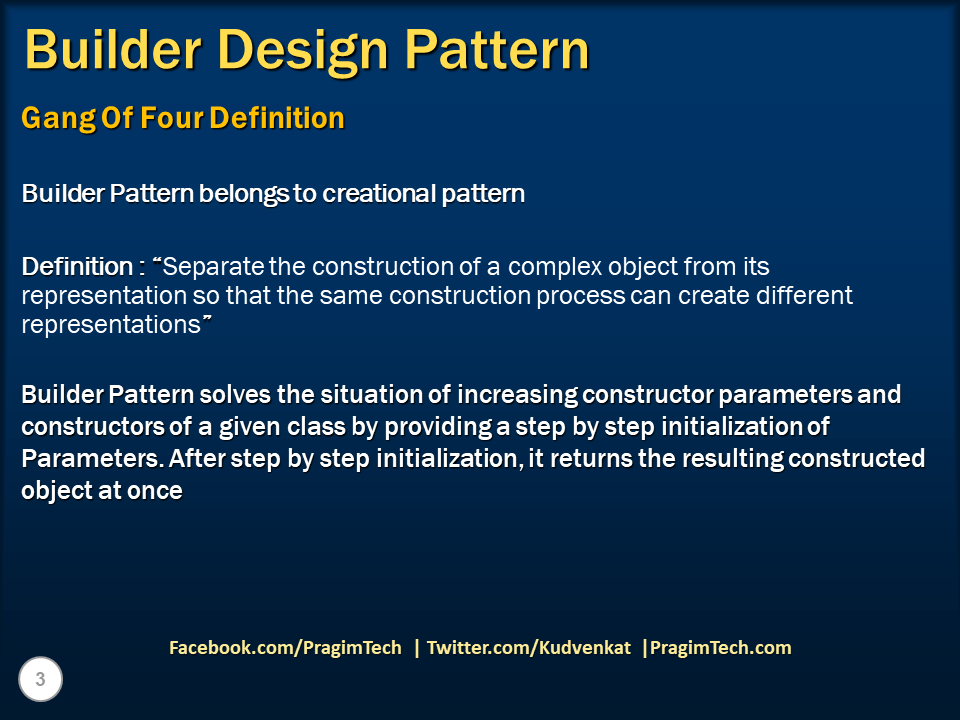 Builder Design Pattern
Gang Of Four Definition
Builder Pattern belongs to creational pattern
Definition : “Separate the construction of a complex object from its
representation so that the same construction process can create different
representations”
Builder Pattern solves the situation of increasing constructor parameters and
constructors of a given class by providing a step by step initialization of
Parameters. After step by step initialization, it returns the resulting constructed
object at once
Facebook.com/PragimTech | Twitter.com/Kudvenkat |PragimTech.com
3